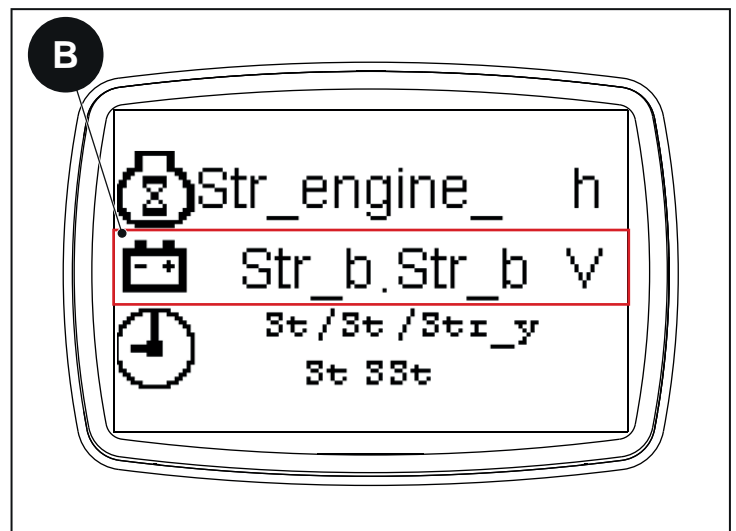 B
Str_engine_ h
- +
Str_b.Str_b V
St/St/Str_y
St SSt